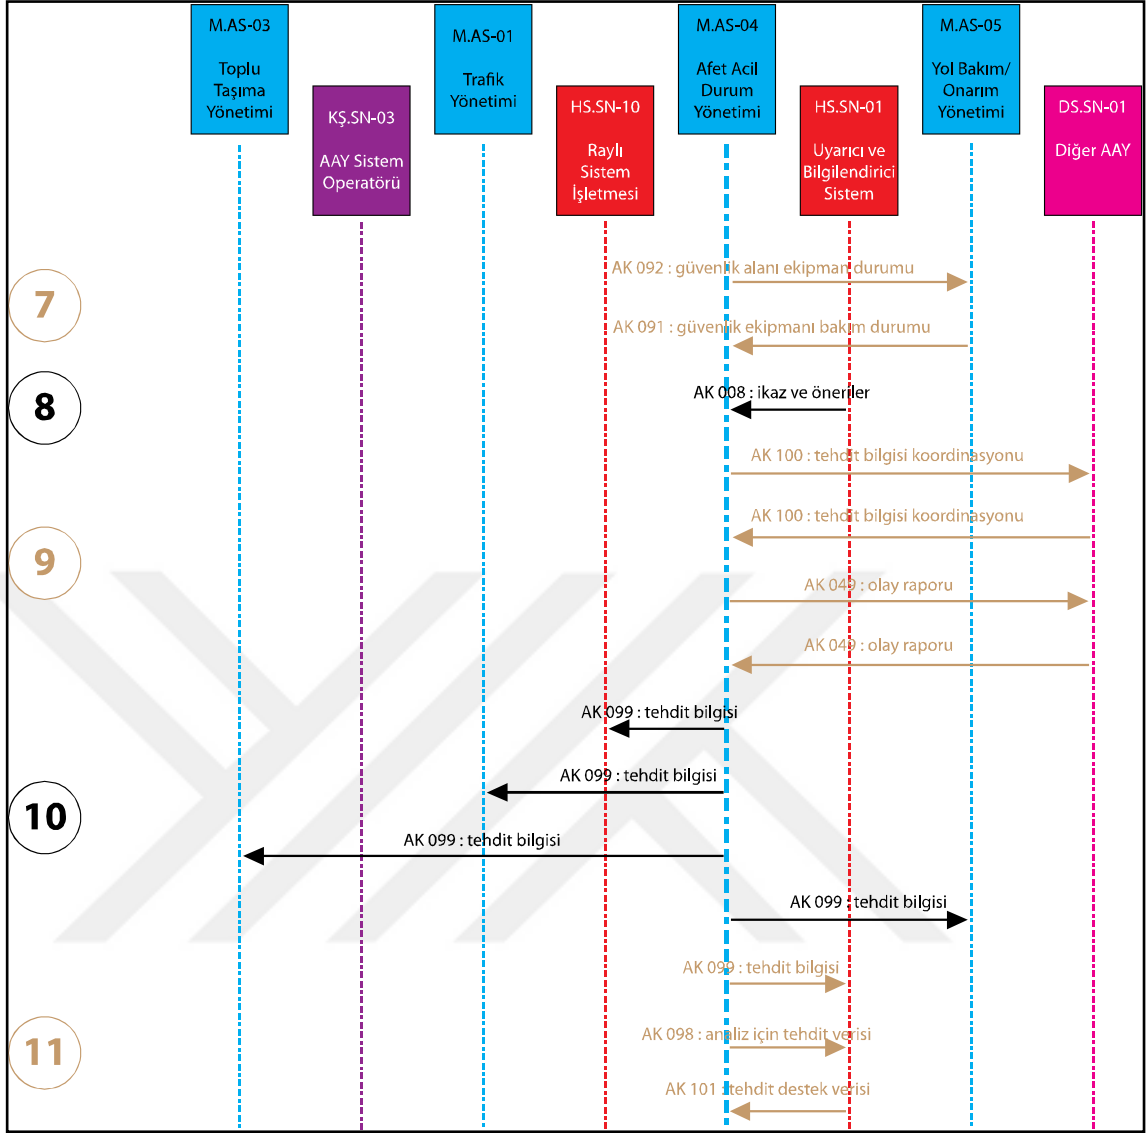 M.AS-03
Toplu
Taşıma
Yönetimi
KŞ.SN-03
AAY Sistem
Operatörü
M.AS-01
Trafik
Yönetimi
HS.SN-10
Raylı
Sistem
İşletmesi
M.AS-04
Afet Acil
Durum
Yönetimi
HS.SN-01
Uyarıcı ve
Bilgilendirici
Sistem
M.AS-05
Yol Bakım/
Onarım
Yönetimi
DS.SN-01
Diğer AAY
7
AK 092 : güvenlik alanı ekipman durumu
AK 091 : güvenlik ekipmanı bakım durumu
8
AK 008 : ikaz ve öneriler
9
AK 100 : tehdit bilgisi koordinasyonu
AK 100 : tehdit bilgisi koordinasyonu
AK 049 : olay raporu
AK 049 : olay raporu
10
AK 099 : tehdit bilgisi
AK 099 : tehdit bilgisi
AK 099 : tehdit bilgisi
AK 099 : tehdit bilgisi
11
AK 099 : tehdit bilgisi
AK 098 : analiz için tehdit verisi
AK 101 : tehdit destek verisi